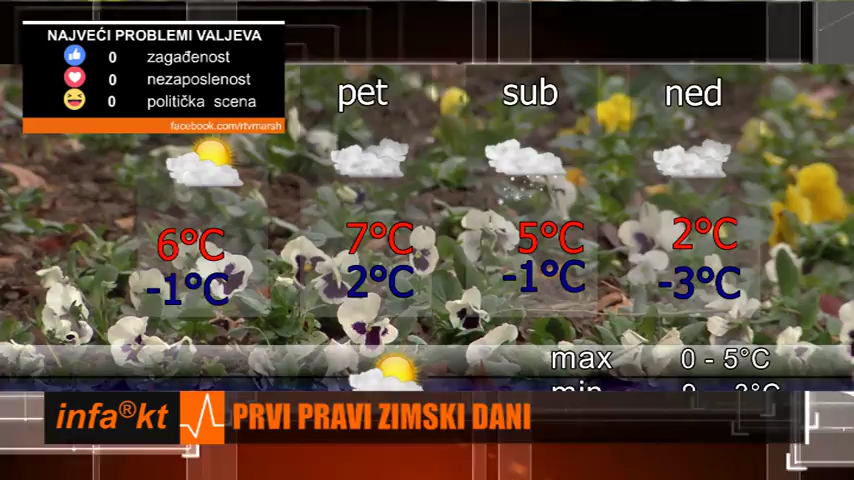 NAJVEĆI PROBLEMI VALJEVA
0 zagađenost
0 nezaposlenost
0 politička scena
facebook.com/rtvmarsh
pet sub ned
6°C 7°C 5°C 2°C
-1°C 2°C -1°C -3°C
max 0 - 5°C
min
infa®kt PRVI PRAVI ZIMSKI DANI